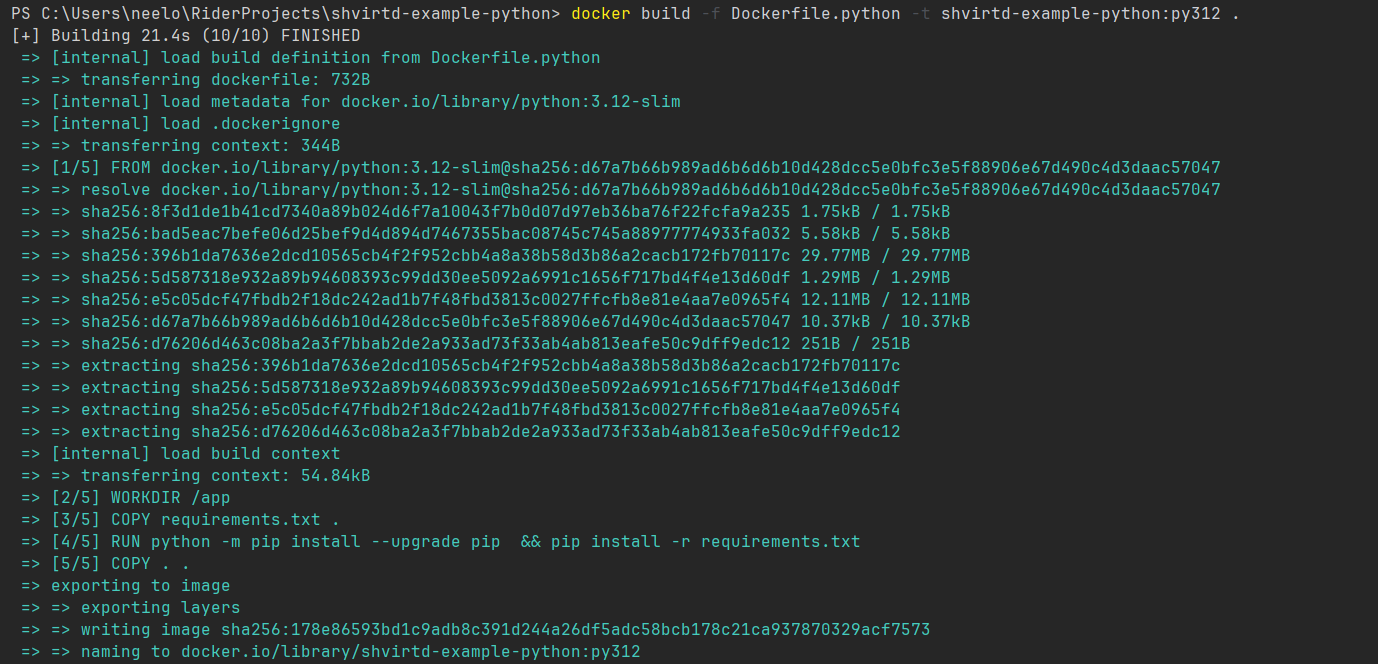 PS C:\Users\neelo\RiderProjects\shvirtd-example-python> docker build -f Dockerfile.python -t shvirtd-example-python:py312 .
[+] Building 21.4s (10/10) FINISHED
=> [internal] load build definition from Dockerfile.python
=> => transferring dockerfile: 732B
=> [internal] load metadata for docker.io/library/python:3.12-slim
=> [internal] load .dockerignore
=> => transferring context: 344B
=> [1/5] FROM docker.io/library/python:3.12-slim@sha256:d67a7b66b989ad6b6d6b10d428dcc5e0bfc3e5f88906e67d490c4d3daac57047
=> => resolve docker.io/library/python:3.12-slim@sha256:d67a7b66b989ad6b6d6b10d428dcc5e0bfc3e5f88906e67d490c4d3daac57047
=> => sha256:8f3d1de1b41cd7340a89b024d6f7a10043f7b0d07d97eb36ba76f22fcfa9a235 1.75kB / 1.75kB
=> => sha256:bad5eac7befe06d25bef9d4d894d7467355bac08745c745a88977774933fa032 5.58kB / 5.58kB
=> => sha256:396b1da7636e2dcd10565cb4f2f952cbb4a8a38b58d3b86a2cacb172fb70117c 29.77MB / 29.77MB
=> => sha256:5d587318e932a89b94608393c99dd30ee5092a6991c1656f717bd4f4e13d60df 1.29MB / 1.29MB
=> => sha256:e5c05dcf47fbdb2f18dc242ad1b7f48fbd3813c0027ffcfb8e81e4aa7e0965f4 12.11MB / 12.11MB
=> => sha256:d67a7b66b989ad6b6d6b10d428dcc5e0bfc3e5f88906e67d490c4d3daac57047 10.37kB / 10.37kB
=> => sha256:d76206d463c08ba2a3f7bbab2de2a933ad73f33ab4ab813eafe50c9dff9edc12 251B / 251B
=> => extracting sha256:396b1da7636e2dcd10565cb4f2f952cbb4a8a38b58d3b86a2cacb172fb70117c
=> => extracting sha256:5d587318e932a89b94608393c99dd30ee5092a6991c1656f717bd4f4e13d60df
=> => extracting sha256:e5c05dcf47fbdb2f18dc242ad1b7f48fbd3813c0027ffcfb8e81e4aa7e0965f4
=> => extracting sha256:d76206d463c08ba2a3f7bbab2de2a933ad73f33ab4ab813eafe50c9dff9edc12
=> [internal] load build context
=> => transferring context: 54.84kB
=> [2/5] WORKDIR /app
=> [3/5] COPY requirements.txt .
=> [4/5] RUN python -m pip install --upgrade pip  && pip install -r requirements.txt
=> [5/5] COPY . .
=> exporting to image
=> => exporting layers
=> => writing image sha256:178e86593bd1c9adb8c391d244a26df5adc58bcb178c21ca937870329acf7573
=> => naming to docker.io/library/shvirtd-example-python:py312